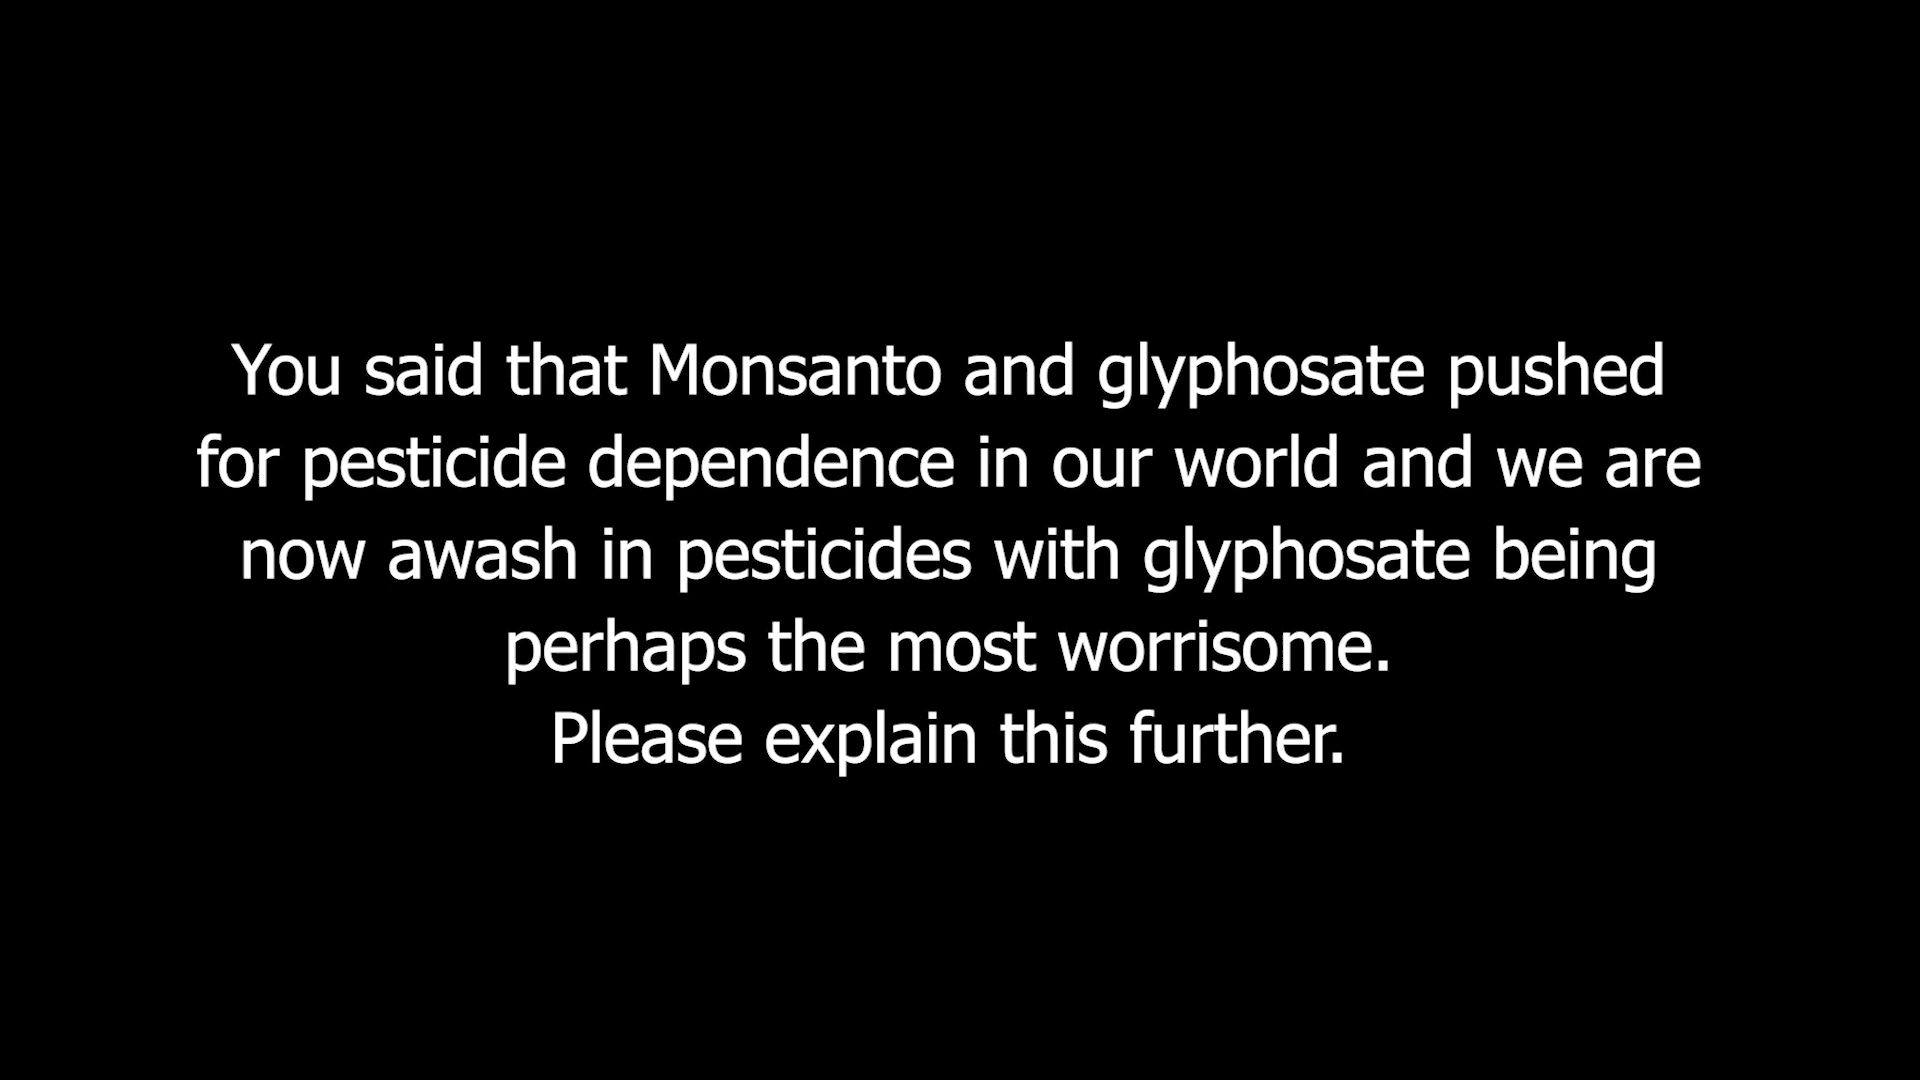 You said that Monsanto and glyphosate pushed
for pesticide dependence in our world and we are
now awash in pesticides with glyphosate being
perhaps the most worrisome.
Please explain this further.